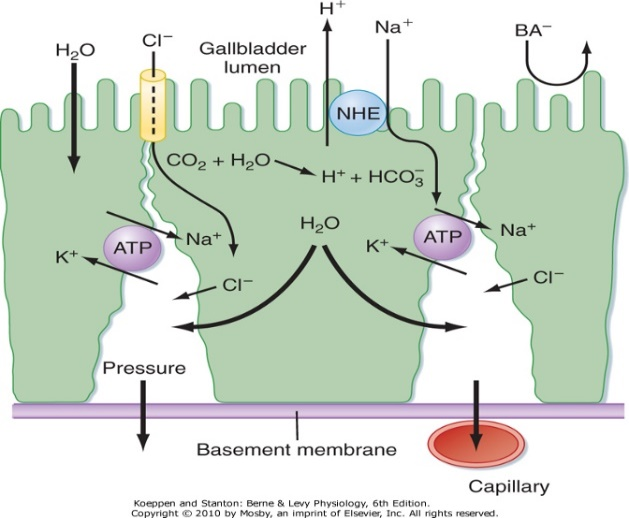 H⁺
Cl⁻
Na⁺
BA⁻
H₂O
Gallbladder
lumen
NHE
CO₂ + H₂O
H⁺ + HCO₃⁻
H₂O
Na⁺
ATP
K⁺
Cl⁻
Na⁺
ATP
K⁺
Cl⁻
Pressure
Basement membrane
Capillary
Koeppen and Stanton: Berne & Levy Physiology, 6th Edition.
Copyright © 2010 by Mosby, an imprint of Elsevier, Inc. All rights reserved.